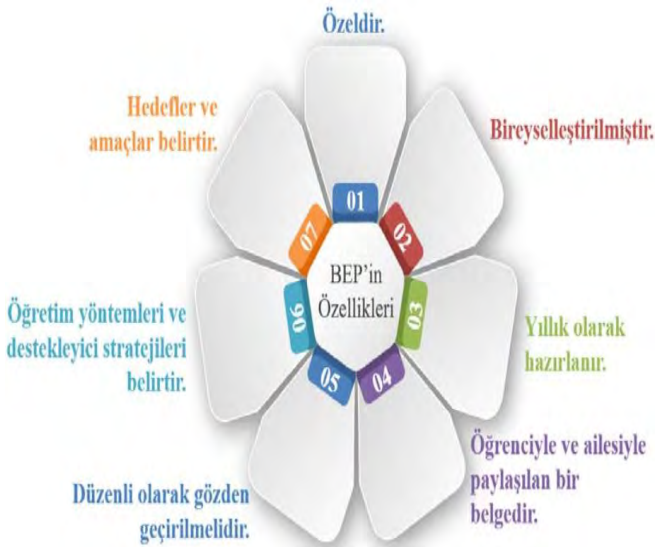 BEP'in
Özellikleri
01
Özeldir.
02
Bireyselleştirilmiştir.
03
Yıllık olarak
hazırlanır.
04
Öğrenciyle ve ailesiyle
paylaşılan bir
belgedir.
05
Düzenli olarak gözden
geçirilmelidir.
06
Öğretim yöntemleri ve
destekleyici stratejileri
belirtir.
07
Hedefler ve
amaçlar belirtir.